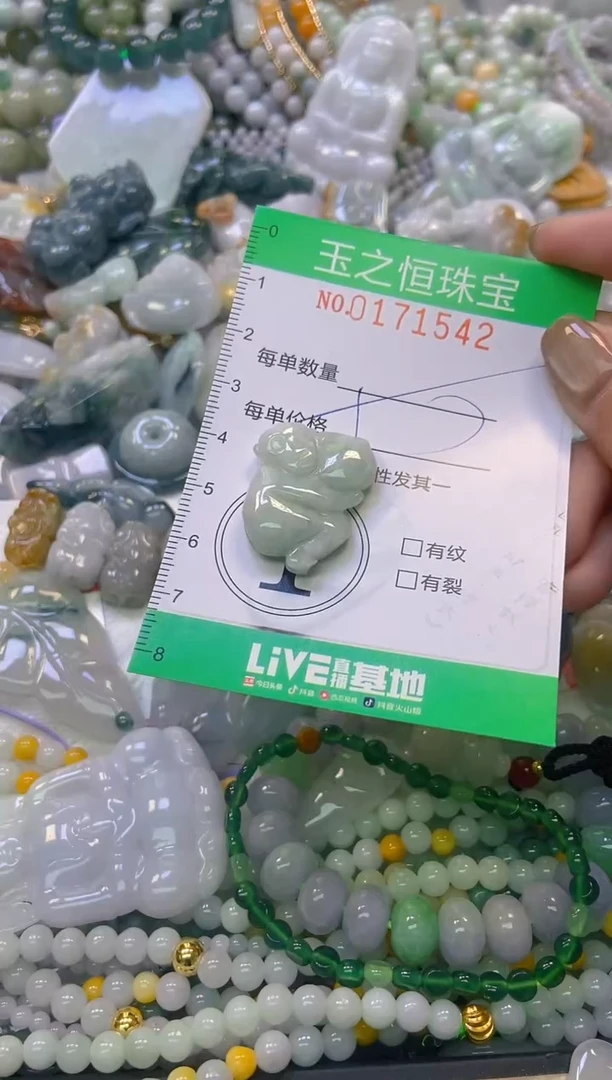 玉之恒珠宝
NO.0171542
每单数量
每单价格
性发其一
有纹
有裂
0
1
2
3
4
5
6
7
8
LiVE直播基地
今日头条 抖音 西瓜视频 抖音火山版